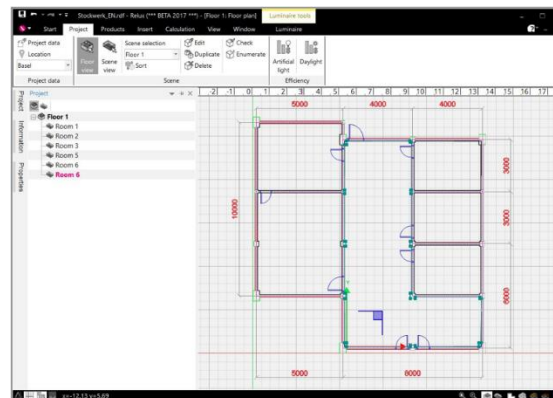 Stockwerk_EN.rdf - Relux (*** BETA 2017 ***) - [Floor 1: Floor plan]
Luminaire tools
Start Project Products Insert Calculation View Window Luminaire
Project data
Location
Basel
Project data
Floor view
Scene view
Scene selection
Floor 1
Sort
Edit
Duplicate
Delete
Scene
Check
Enumerate
Artificial light
Daylight
Efficiency
Project
Information
Properties
Project
Floor 1
Room 1
Room 2
Room 3
Room 5
Room 6
Room 6
-2 -1 0 1 2 3 4 5 6 7 8 9 10 11 12 13 14 15 16 17
5000 4000 4000
10000
3000
3000
6000
5000 6000
x=-12.13 y=5.69